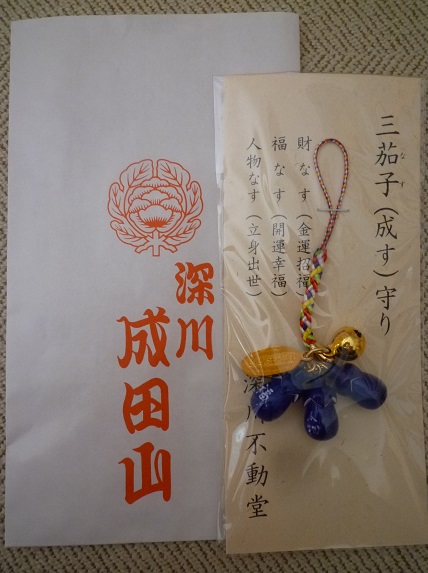 深川
成田山
三茄子(成す)守り
なす
財なす(金運招福)
福なす(開運幸福)
人物なす(立身出世)
深川不動堂